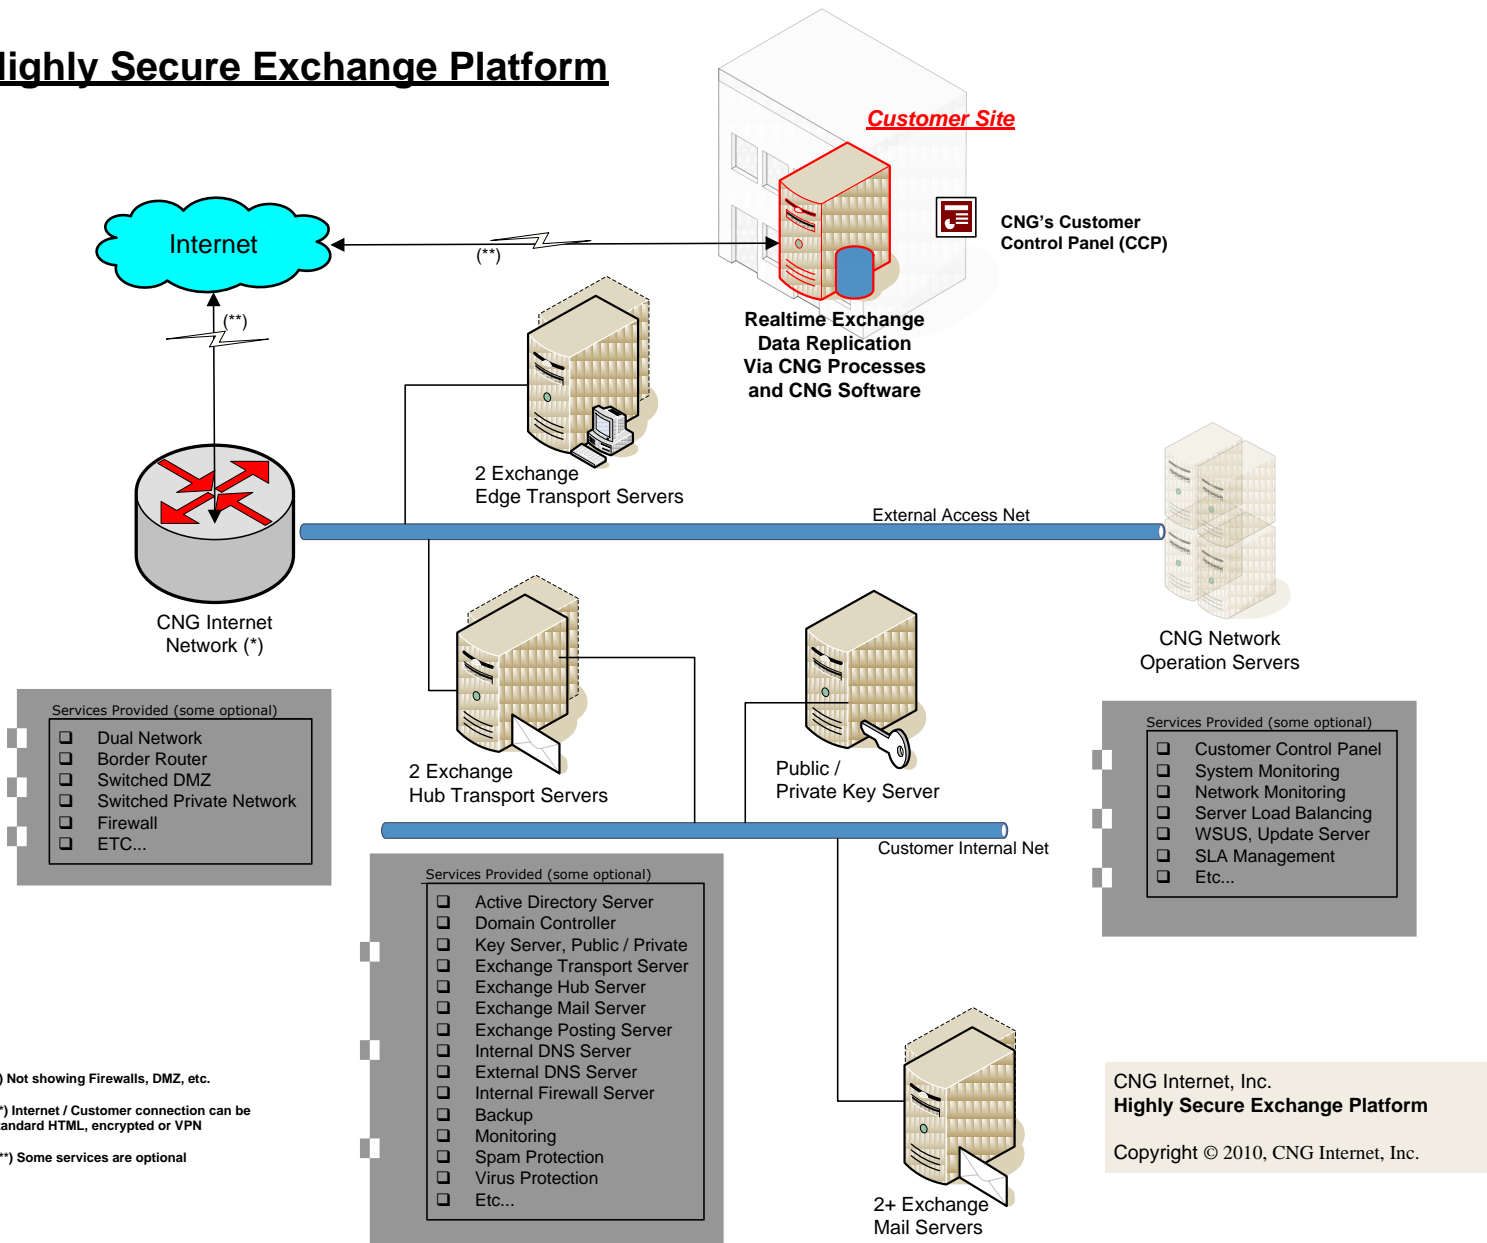 Highly Secure Exchange Platform
Customer Site
Internet
(**)
(**)
CNG's Customer
Control Panel (CCP)
Realtime Exchange
Data Replication
Via CNG Processes
and CNG Software
2 Exchange
Edge Transport Servers
External Access Net
CNG Internet
Network (*)
CNG Network
Operation Servers
2 Exchange
Hub Transport Servers
Public /
Private Key Server
Customer Internal Net
Services Provided (some optional)
❑ Dual Network
❑ Border Router
❑ Switched DMZ
❑ Switched Private Network
❑ Firewall
❑ ETC...
Services Provided (some optional)
❑ Customer Control Panel
❑ System Monitoring
❑ Network Monitoring
❑ Server Load Balancing
❑ WSUS, Update Server
❑ SLA Management
❑ Etc...
Services Provided (some optional)
❑ Active Directory Server
❑ Domain Controller
❑ Key Server, Public / Private
❑ Exchange Transport Server
❑ Exchange Hub Server
❑ Exchange Mail Server
❑ Exchange Posting Server
❑ Internal DNS Server
❑ External DNS Server
❑ Internal Firewall Server
❑ Backup
❑ Monitoring
❑ Spam Protection
❑ Virus Protection
❑ Etc...
2+ Exchange
Mail Servers
) Not showing Firewalls, DMZ, etc.
*) Internet / Customer connection can be
tandard HTML, encrypted or VPN
**) Some services are optional
CNG Internet, Inc.
Highly Secure Exchange Platform
Copyright © 2010, CNG Internet, Inc.